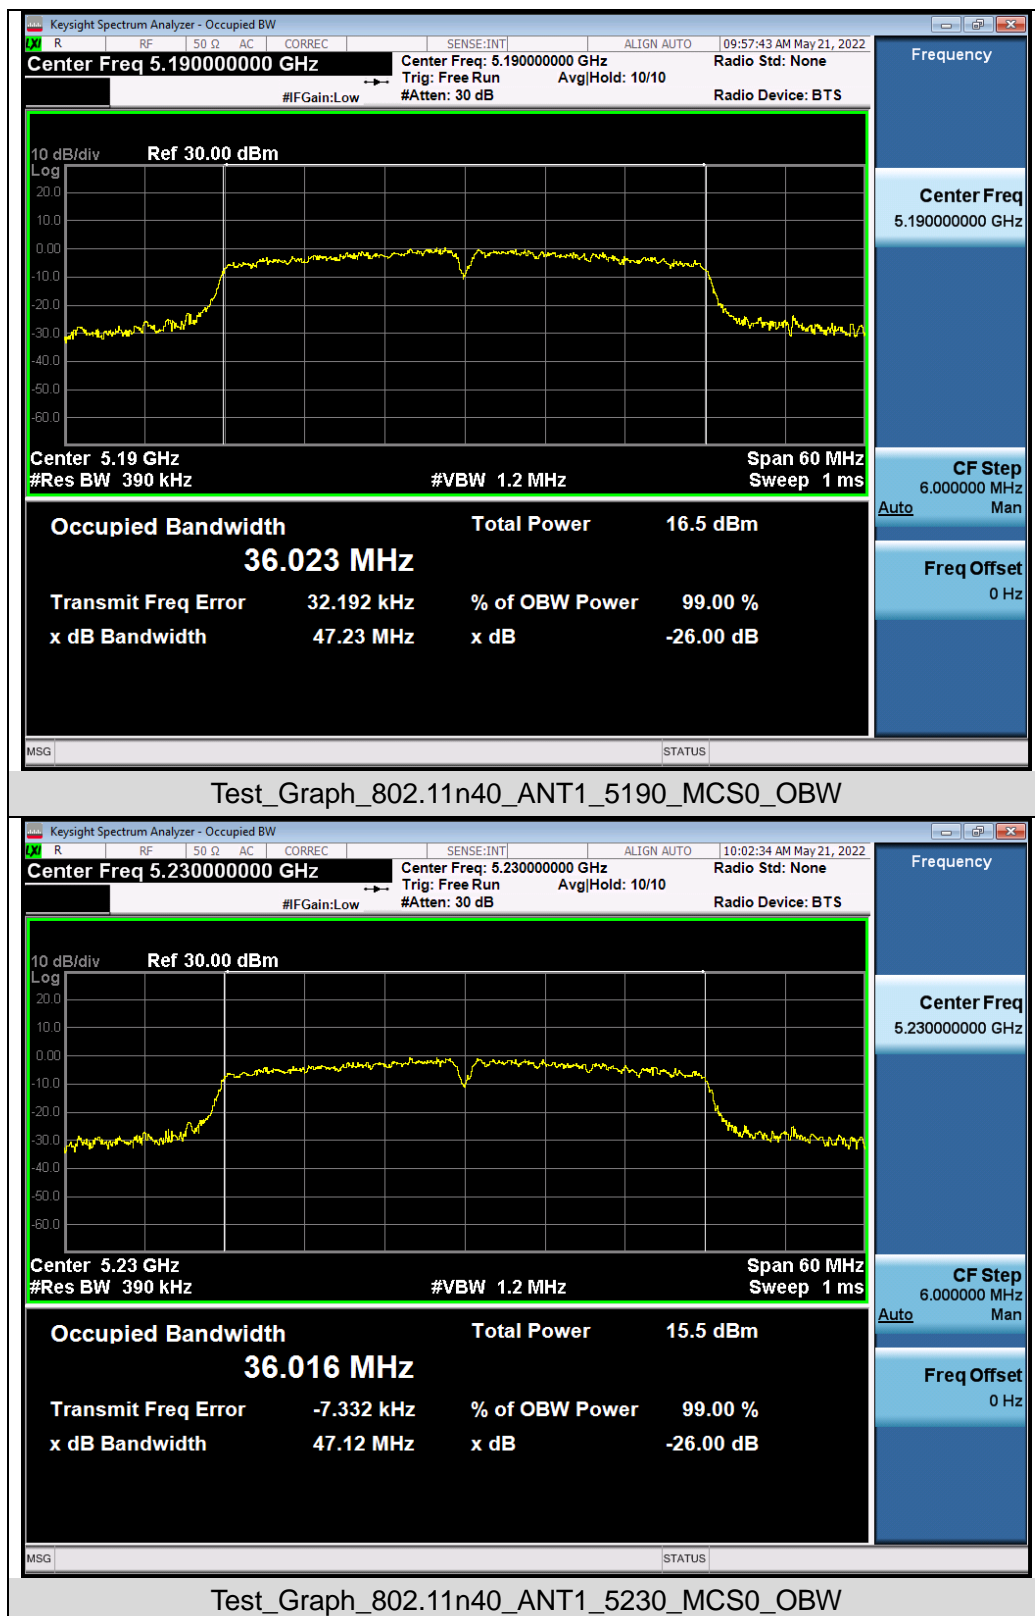 Keysight Spectrum Analyzer - Occupied BW
LXI R RF 50 Ω AC CORREC SENSE:INT ALIGN AUTO 09:57:43 AM May 21, 2022
Center Freq 5.190000000 GHz
Center Freq: 5.190000000 GHz Radio Std: None
Trig: Free Run Avg|Hold: 10/10
#IFGain:Low #Atten: 30 dB Radio Device: BTS
Frequency
10 dB/div Ref 30.00 dBm
Log
20.0
10.0
0.00
-10.0
-20.0
-30.0
-40.0
-50.0
-60.0
Center 5.19 GHz Span 60 MHz
#Res BW 390 kHz #VBW 1.2 MHz Sweep 1 ms
Center Freq
5.190000000 GHz
CF Step
6.000000 MHz
Auto Man
Freq Offset
0 Hz
Occupied Bandwidth Total Power 16.5 dBm
36.023 MHz
Transmit Freq Error 32.192 kHz % of OBW Power 99.00 %
x dB Bandwidth 47.23 MHz x dB -26.00 dB
MSG STATUS
Test_Graph_802.11n40_ANT1_5190_MCS0_OBW
Keysight Spectrum Analyzer - Occupied BW
LXI R RF 50 Ω AC CORREC SENSE:INT ALIGN AUTO 10:02:34 AM May 21, 2022
Center Freq 5.230000000 GHz
Center Freq: 5.230000000 GHz Radio Std: None
Trig: Free Run Avg|Hold: 10/10
#IFGain:Low #Atten: 30 dB Radio Device: BTS
Frequency
10 dB/div Ref 30.00 dBm
Log
20.0
10.0
0.00
-10.0
-20.0
-30.0
-40.0
-50.0
-60.0
Center 5.23 GHz Span 60 MHz
#Res BW 390 kHz #VBW 1.2 MHz Sweep 1 ms
Center Freq
5.230000000 GHz
CF Step
6.000000 MHz
Auto Man
Freq Offset
0 Hz
Occupied Bandwidth Total Power 15.5 dBm
36.016 MHz
Transmit Freq Error -7.332 kHz % of OBW Power 99.00 %
x dB Bandwidth 47.12 MHz x dB -26.00 dB
MSG STATUS
Test_Graph_802.11n40_ANT1_5230_MCS0_OBW